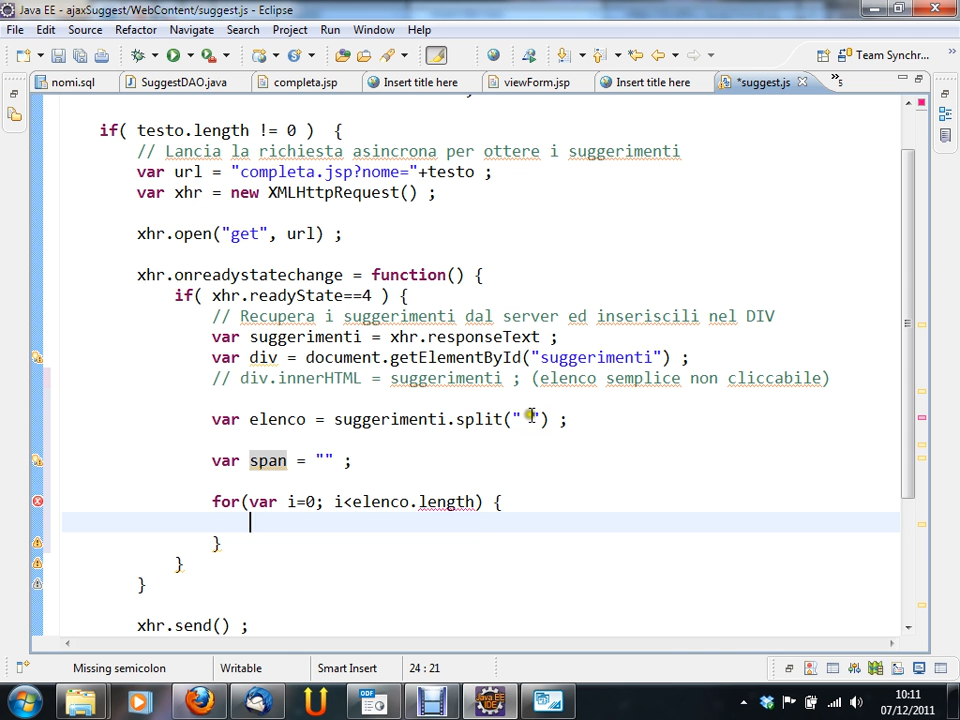 Java EE - ajaxSuggest/WebContent/suggest.js - Eclipse
File Edit Source Refactor Navigate Search Project Run Window Help
Team Synchr...
nomi.sql SuggestDAO.java completa.jsp Insert title here viewForm.jsp Insert title here *suggest.js »5
if( testo.length != 0 ) {
// Lancia la richiesta asincrona per ottere i suggerimenti
var url = "completa.jsp?nome="+testo ;
var xhr = new XMLHttpRequest() ;
xhr.open("get", url) ;
xhr.onreadystatechange = function() {
if( xhr.readyState==4 ) {
// Recupera i suggerimenti dal server ed inseriscili nel DIV
var suggerimenti = xhr.responseText ;
var div = document.getElementById("suggerimenti") ;
// div.innerHTML = suggerimenti ; (elenco semplice non cliccabile)
var elenco = suggerimenti.split(" ") ;
var span = "" ;
for(var i=0; i<elenco.length) {
}
}
}
xhr.send() ;
Missing semicolon Writable Smart Insert 24 : 21
10:11
07/12/2011